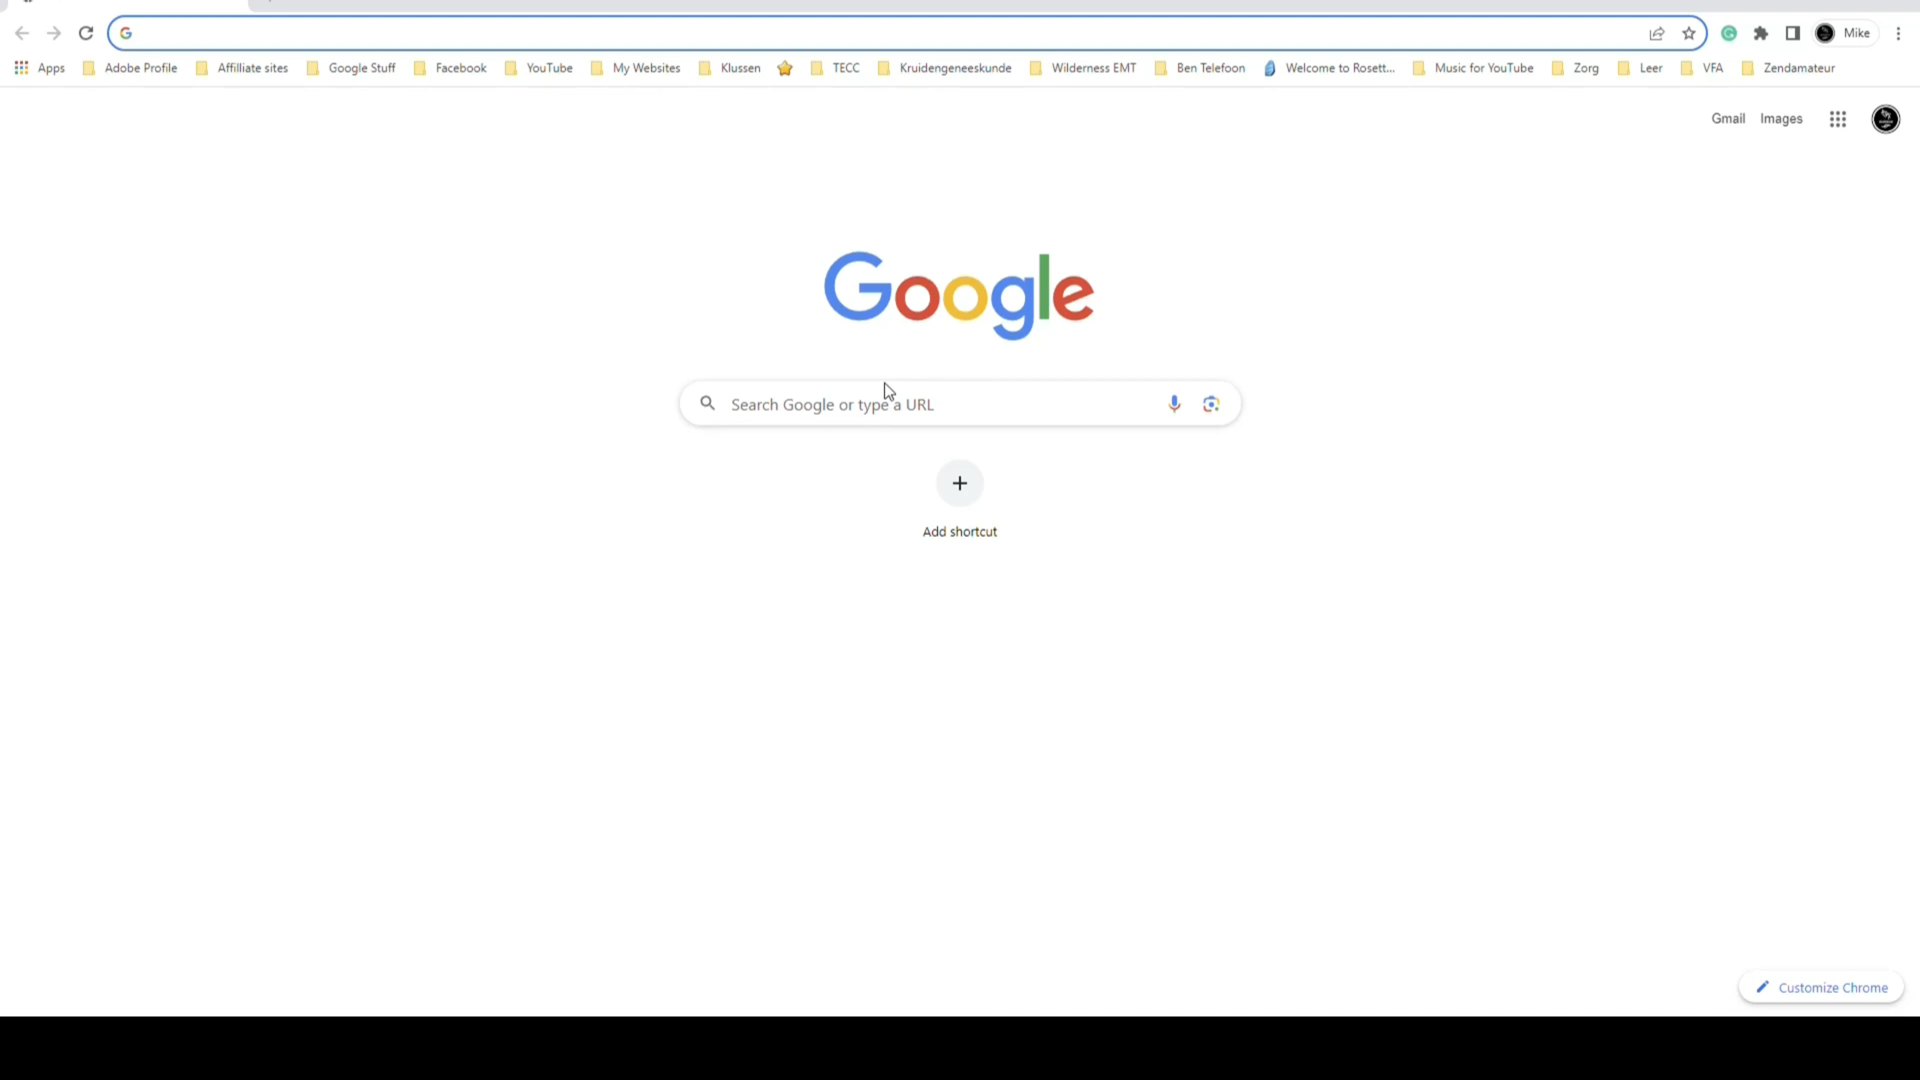 Mike
Apps Adobe Profile Affilliate sites Google Stuff Facebook YouTube My Websites Klussen TECC Kruidengeneeskunde Wilderness EMT Ben Telefoon Welcome to Rosett... Music for YouTube Zorg Leer VFA Zendamateur
Gmail Images
Google
Search Google or type a URL
Add shortcut
Customize Chrome